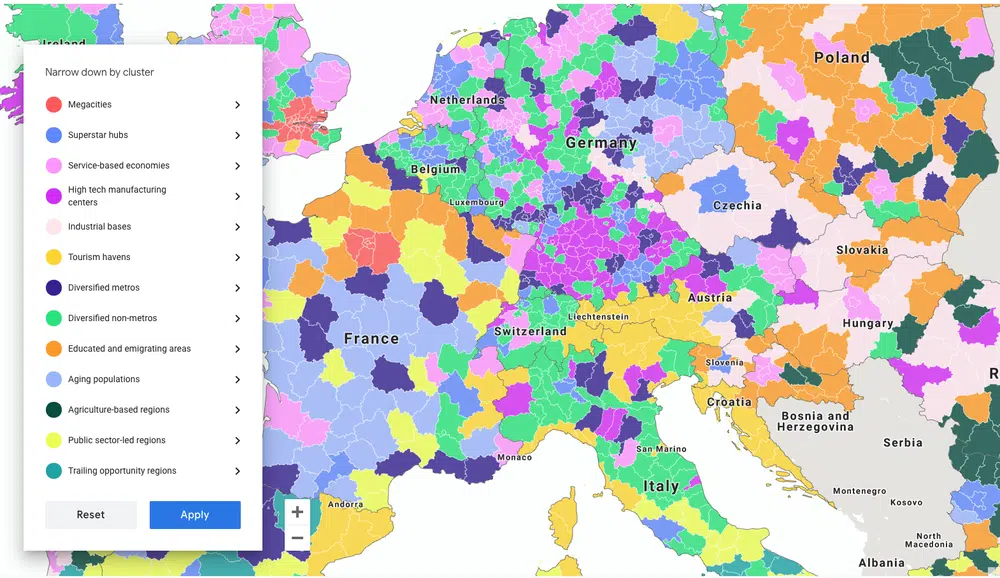 Ireland
Narrow down by cluster
Megacities
Superstar hubs
Service-based economies
High tech manufacturing
centers
Industrial bases
Tourism havens
Diversified metros
Diversified non-metros
Educated and emigrating areas
Aging populations
Agriculture-based regions
Public sector-led regions
Trailing opportunity regions
Reset
Apply
+
−
Poland
Netherlands
Germany
Belgium
Luxembourg
Czechia
Slovakia
Austria
Liechtenstein
Switzerland
France
Hungary
Slovenia
R
Croatia
Bosnia and
Herzegovina
Serbia
San Marino
Monaco
Italy
Montenegro
Kosovo
Andorra
North
Macedonia
Albania